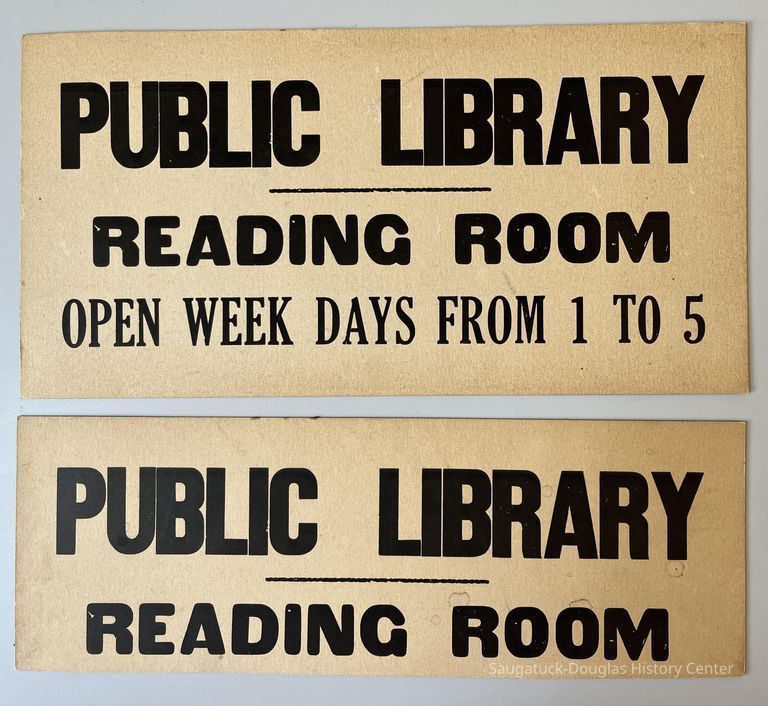 PUBLIC LIBRARY
READING ROOM
OPEN WEEK DAYS FROM 1 TO 5
PUBLIC LIBRARY
READING ROOM
Saugatuck-Douglas History Center